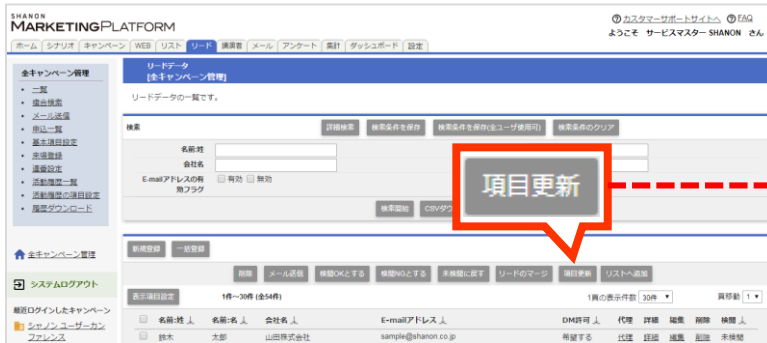 SHANON
MARKETINGPLATFORM
カスタマーサポートサイトへ FAQ
ようこそ サービスマスター SHANON さん
ホーム シナリオ キャンペーン WEB リスト リード 講演者 メール アンケート 集計 ダッシュボード 設定
全キャンペーン管理
一覧
複合検索
メール送信
申込一覧
基本項目設定
来場登録
連番設定
活動履歴一覧
活動履歴の項目設定
履歴ダウンロード
全キャンペーン管理
システムログアウト
最近ログインしたキャンペーン
シャノン ユーザーカンファレンス
リードデータ
[全キャンペーン管理]
リードデータの一覧です。
検索 詳細検索 検索条件を保存 検索条件を保存(全ユーザ使用可) 検索条件のクリア
名前:姓
会社名
E-mailアドレスの有効フラグ 有効 無効
検索開始 CSVダウ
項目更新
新規登録 一括登録
削除 メール送信 検閲OKとする 検閲NGとする 未検閲に戻す リードのマージ 項目更新 リストへ追加
表示項目設定 1件～30件 (全54件) 1頁の表示件数 30件 頁移動 1
名前:姓 名前:名 会社名 E-mailアドレス DM許可 代理 詳細 編集 削除 検閲
鈴木 太郎 山田株式会社 sample@shanon.co.jp 希望する 代理 詳細 編集 削除 未検閲